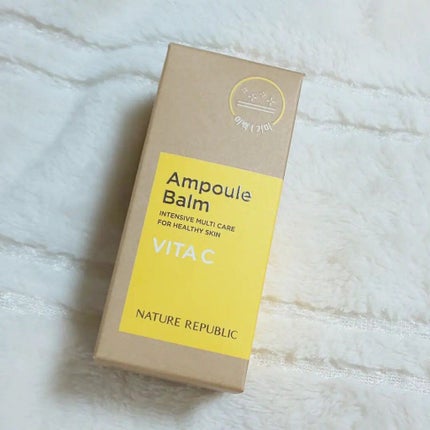 Ampoule
Balm
INTENSIVE MULTI CARE
FOR HEALTHY SKIN
VITA C
NATURE REPUBLIC